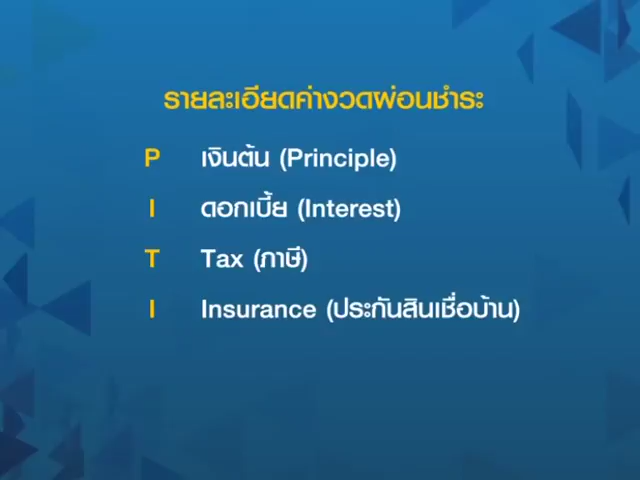 รายละเอียดค่างวดผ่อนชำระ
P เงินต้น (Principle)
I ดอกเบี้ย (Interest)
T Tax (ภาษี)
I Insurance (ประกันสินเชื่อบ้าน)